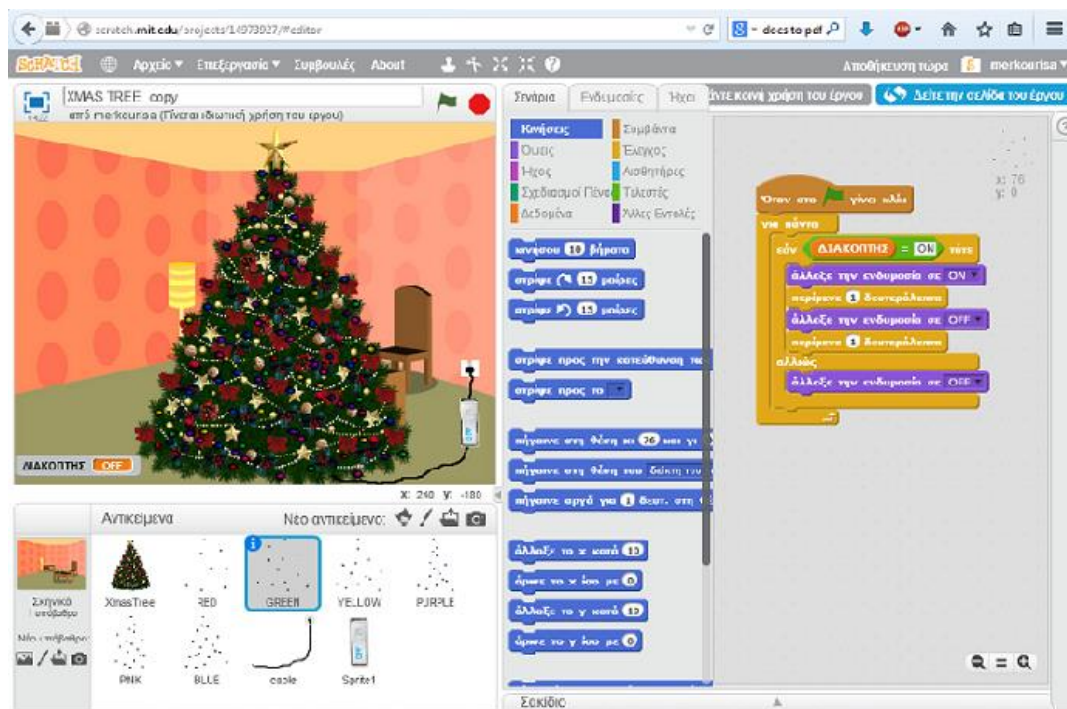 scratch.mit.edu/projects/14973927/#editor
docs to pdf
SCRATCH
Αρχείο
Επεξεργασία
Συμβουλές
About
Αποθήκευση τώρα
merkourisa
XMAS TREE copy
από merkourisa (Γίνεται ιδιωτική χρήση του έργου)
Σενάρια
Ενδυμασίες
Ήχοι
κοινή χρήση του έργου
Δείτε την σελίδα του έργου
Κινήσεις
Συμβάντα
Όψεις
Έλεγχος
Ήχος
Αισθητήρες
Σχεδιασμοί Πένας
Τελεστές
Δεδομένα
Άλλες Εντολές
κινήσου 10 βήματα
στρίψε 15 μοίρες
στρίψε 15 μοίρες
στρίψε προς την κατεύθυνση
στρίψε προς το
πήγαινε στη θέση
πήγαινε στη θέση του δείκτη του
πήγαινε αργά για 1 δευτ. στη
άλλαξε το x κατά 10
όρισε το x ίσο με 0
άλλαξε το y κατά 10
όρισε το y ίσο με 0
x: 76
y: 0
Όταν στο γίνει κλικ
για πάντα
εάν ΔΙΑΚΟΠΤΗΣ = ON τότε
άλλαξε την ενδυμασία σε ON
περίμενε 1 δευτερόλεπτα
άλλαξε την ενδυμασία σε OFF
περίμενε 1 δευτερόλεπτα
αλλιώς
άλλαξε την ενδυμασία σε OFF
ΔΙΑΚΟΠΤΗΣ OFF
x: 240 y: -180
Αντικείμενα
Νέο αντικείμενο:
Σκηνικό
XmasTree
RED
GREEN
YELLOW
PURPLE
PINK
BLUE
cable
Sprite1
Σακίδιο